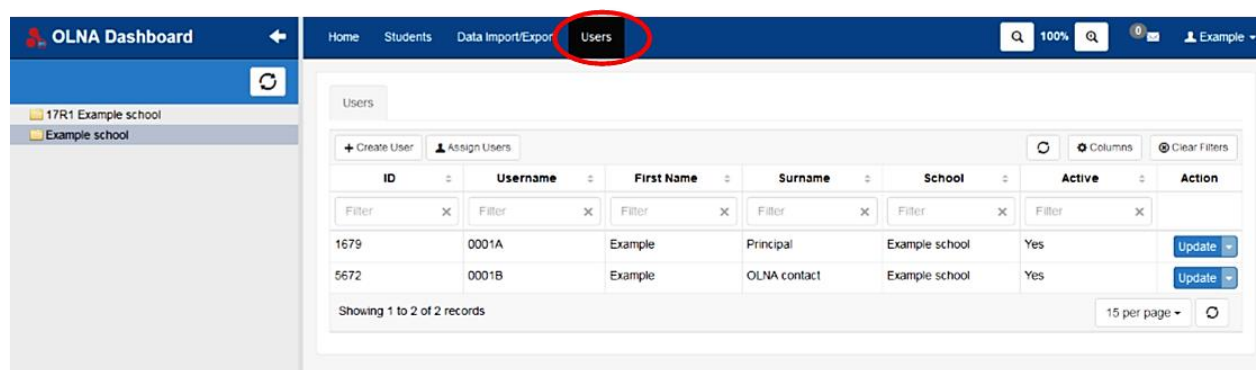 OLNA Dashboard
Home Students Data Import/Export Users 100% 0 Example
17R1 Example school
Example school
Users
Create User Assign Users Columns Clear Filters
ID Username First Name Surname School Active Action
Filter Filter Filter Filter Filter Filter
1679 0001A Example Principal Example school Yes Update
5672 0001B Example OLNA contact Example school Yes Update
Showing 1 to 2 of 2 records 15 per page